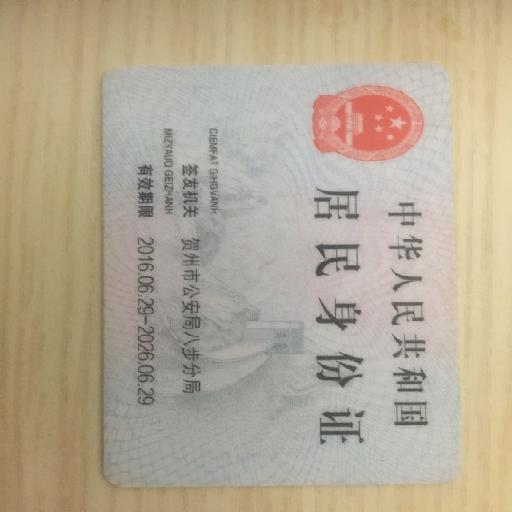 中华人民共和国
居民身份证
CIEMFAT GIHGVANH
签发机关 贺州市公安局八步分局
MIZYAUQ GEIZHANH
有效期限 2016.06.29-2026.06.29